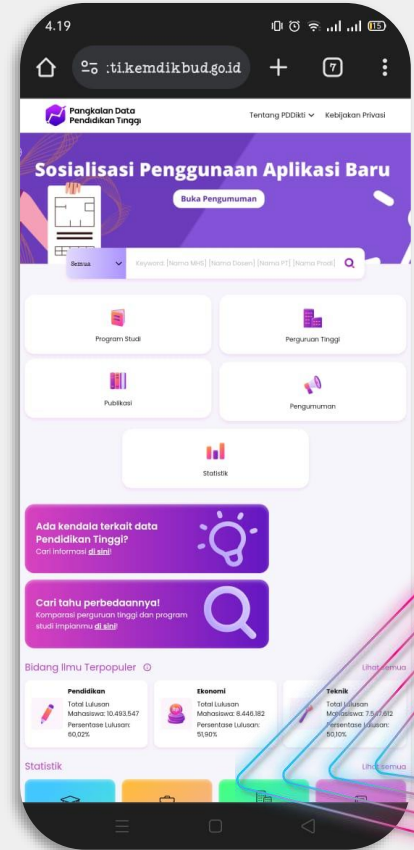 4.19
15
:ti.kemdikbud.go.id
7
Pangkalan Data
Pendidikan Tinggi
Tentang PDDikti
Kebijakan Privasi
Sosialisasi Penggunaan Aplikasi Baru
Buka Pengumuman
Semua
Keyword: [Nama MHS] [Nama Dosen] [Nama PT] [Nama Prodi]
Program Studi
Perguruan Tinggi
Publikasi
Pengumuman
Statistik
Ada kendala terkait data
Pendidikan Tinggi?
Cari informasi di sini!
Cari tahu perbedaannya!
Komparasi perguruan tinggi dan program
studi impianmu di sini!
Bidang Ilmu Terpopuler
Lihat semua
Pendidikan
Total Lulusan
Mahasiswa: 10.493.547
Persentase Lulusan:
60,02%
Ekonomi
Total Lulusan
Mahasiswa: 8.446.182
Persentase Lulusan:
51,90%
Teknik
Total Lulusan
Mahasiswa: 7.547.612
Persentase Lulusan:
50,10%
Statistik
Lihat semua